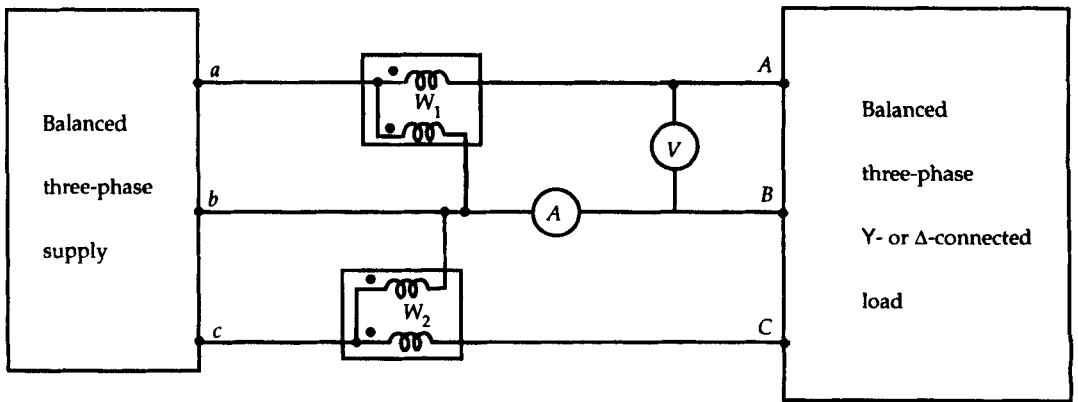 Balanced
three-phase
supply
a
b
c
W1
W2
V
A
A
B
C
Balanced
three-phase
Y- or Δ-connected
load